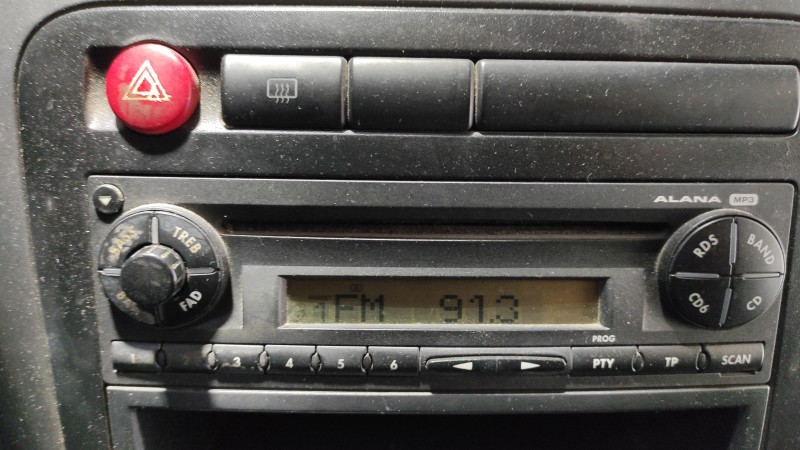 ALANA MP3
BASS TREB
FAD
RDS BAND
CD6 CD
FM 91.3
1 2 3 4 5 6
PROG
PTY TP SCAN